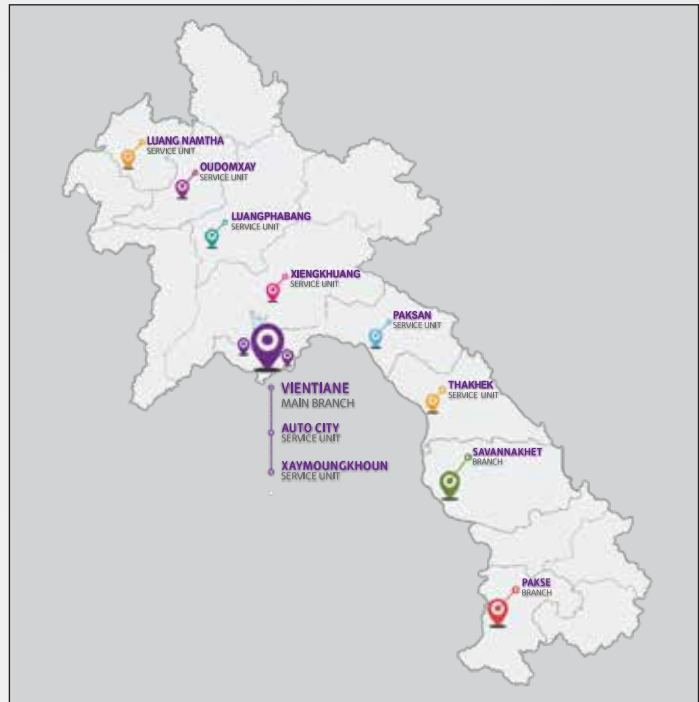 LUANG NAMTHA
SERVICE UNIT
OUDOMXAY
SERVICE UNIT
LUANGPHABANG
SERVICE UNIT
XIENGKHUANG
SERVICE UNIT
PAKSAN
SERVICE UNIT
VIENTIANE
MAIN BRANCH
AUTO CITY
SERVICE UNIT
XAYMOUNGKHOUN
SERVICE UNIT
THAKHEK
SERVICE UNIT
SAVANNAKHET
BRANCH
PAKSE
BRANCH